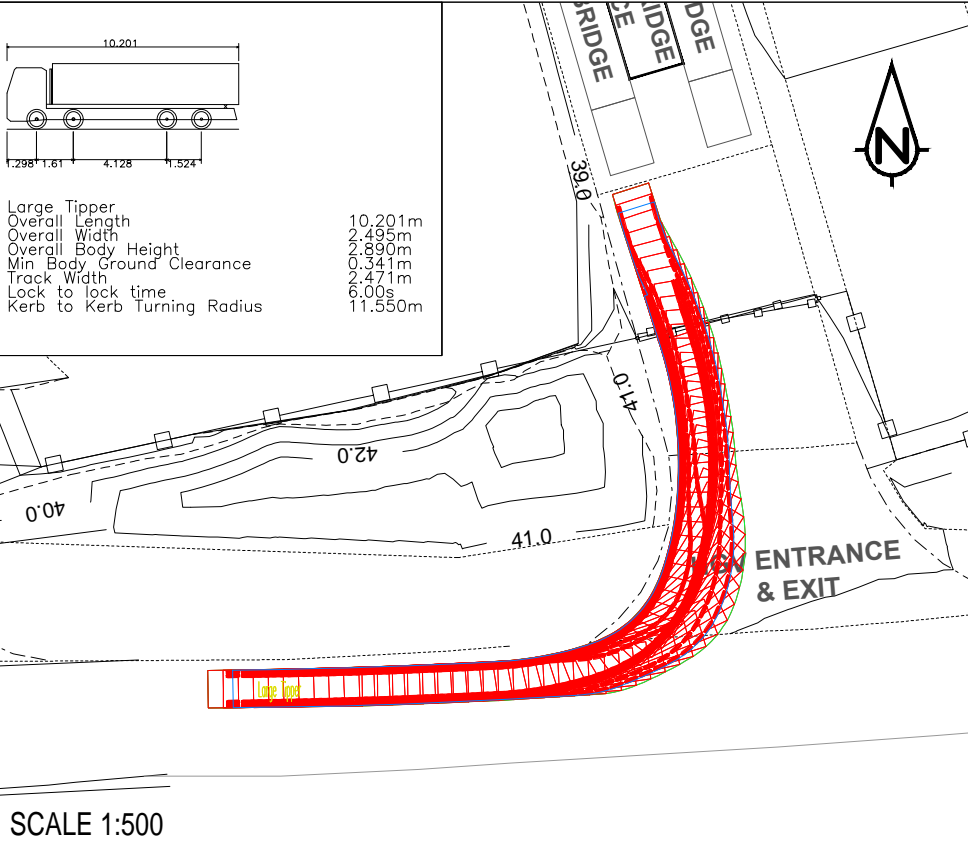 10.201
1.298 1.61 4.128 1.524
Large Tipper
Overall Length 10.201m
Overall Width 2.495m
Overall Body Height 2.890m
Min Body Ground Clearance 0.341m
Track Width 2.471m
Lock to lock time 6.00s
Kerb to Kerb Turning Radius 11.550m
BRIDGE
N
39.0
41.0
42.0
40.0
41.0
ENTRANCE
& EXIT
Large Tipper
SCALE 1:500